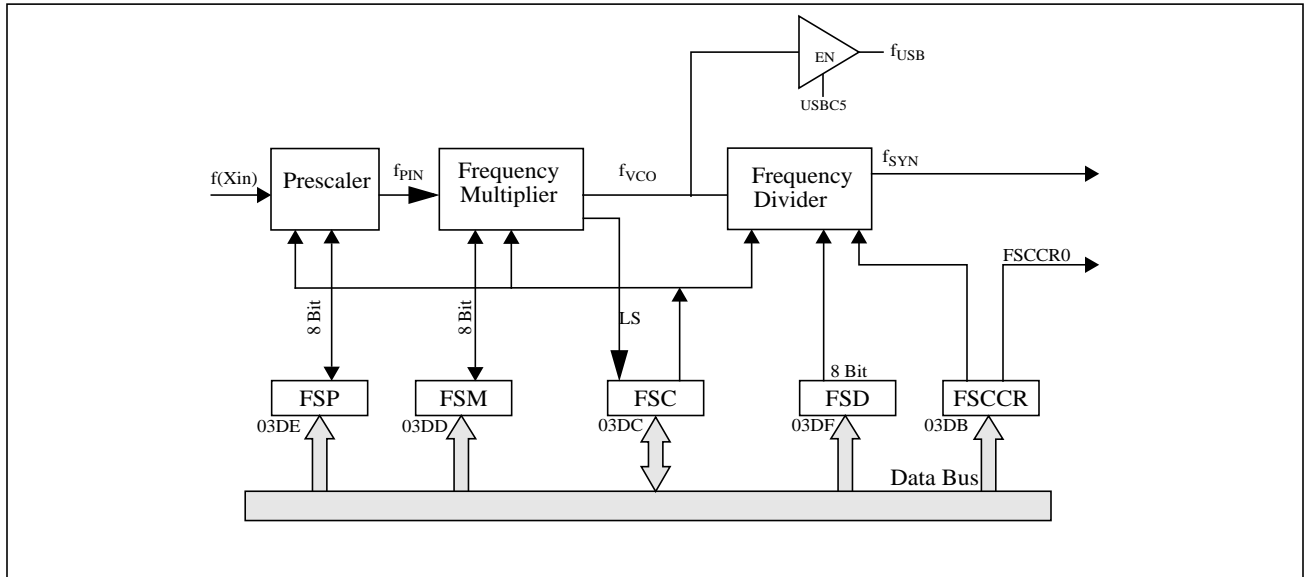 EN
fUSB
USBC5
f(Xin)
Prescaler
fPIN
Frequency
Multiplier
fVCO
Frequency
Divider
fSYN
FSCCR0
8 Bit
8 Bit
LS
8 Bit
FSP
FSM
FSC
FSD
FSCCR
03DE
03DD
03DC
03DF
03DB
Data Bus